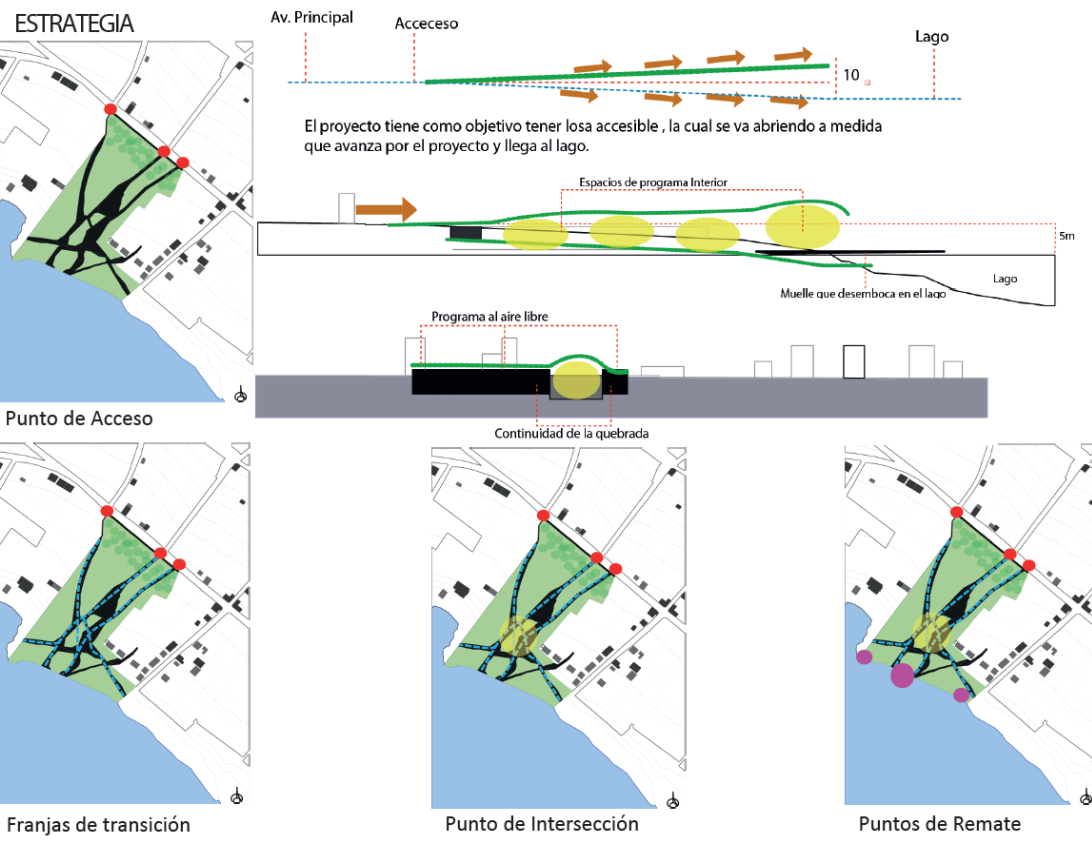 ESTRATEGIA
Av. Principal
Acceceso
Lago
10
El proyecto tiene como objetivo tener losa accesible , la cual se va abriendo a medida
que avanza por el proyecto y llega al lago.
Espacios de programa Interior
5m
Lago
Muelle que desemboca en el lago
Programa al aire libre
Continuidad de la quebrada
Punto de Acceso
Franjas de transición
Punto de Intersección
Puntos de Remate